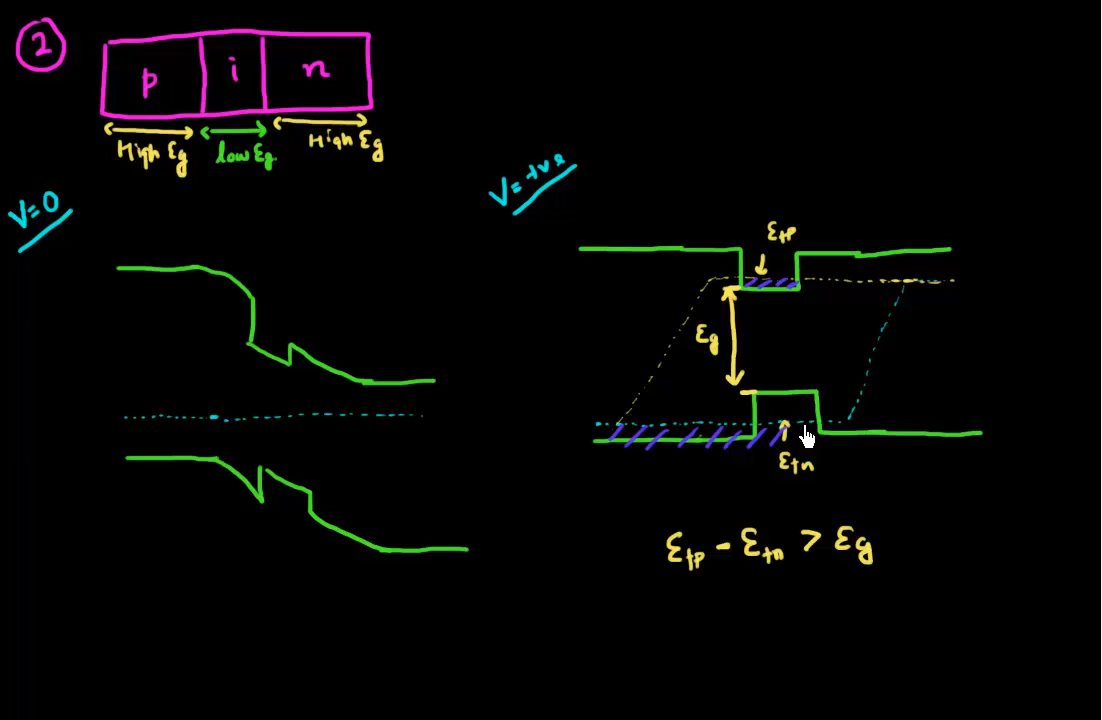 2
p i n
High Eg low Eg High Eg
V=0
V=+ve
Efp
Eg
Efn
Efp - Efn > Eg